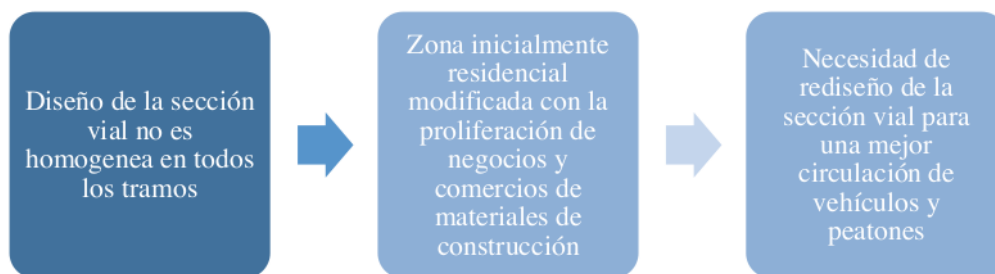 Diseño de la sección
vial no es
homogenea en todos
los tramos
Zona inicialmente
residencial
modificada con la
proliferación de
negocios y
comercios de
materiales de
construcción
Necesidad de
rediseño de la
sección vial para
una mejor
circulación de
vehículos y
peatones